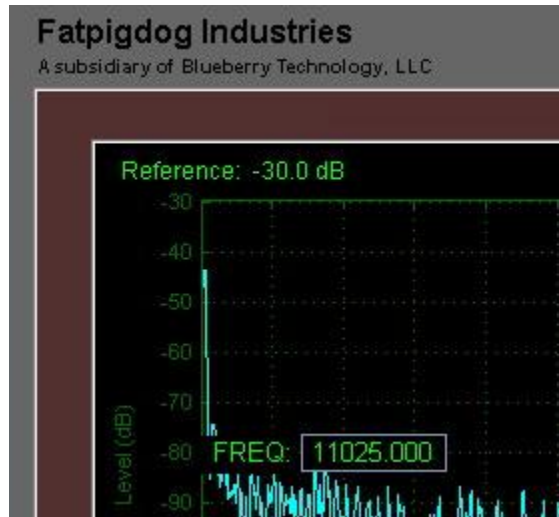 Fatpigdog Industries
A subsidiary of Blueberry Technology, LLC
Reference: -30.0 dB
-30
-40
-50
-60
-70
-80
-90
Level (dB)
FREQ: 11025.000